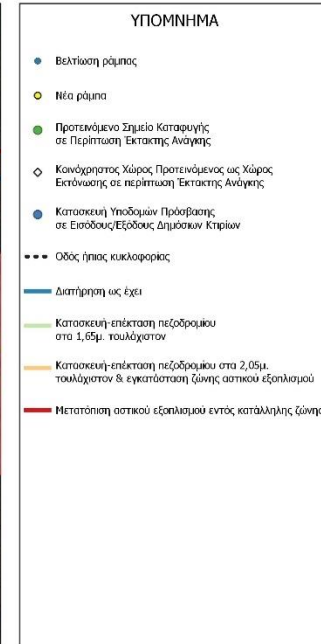 ΥΠΟΜΝΗΜΑ
Βελτίωση ράμπας
Νέα ράμπα
Προτεινόμενο Σημείο Καταφυγής
σε Περίπτωση Έκτακτης Ανάγκης
Κοινόχρηστος Χώρος Προτεινόμενος ως Χώρος
Εκτόνωσης σε περίπτωση Έκτακτης Ανάγκης
Κατασκευή Υποδομών Πρόσβασης
σε Εισόδους/Εξόδους Δημόσιων Κτιρίων
Οδός ήπιας κυκλοφορίας
Διατήρηση ως έχει
Κατασκευή-επέκταση πεζοδρομίου
στα 1,65μ. τουλάχιστον
Κατασκευή-επέκταση πεζοδρομίου στα 2,05μ.
τουλάχιστον & εγκατάσταση ζώνης αστικού εξοπλισμού
Μετατόπιση αστικού εξοπλισμού εντός κατάλληλης ζώνης